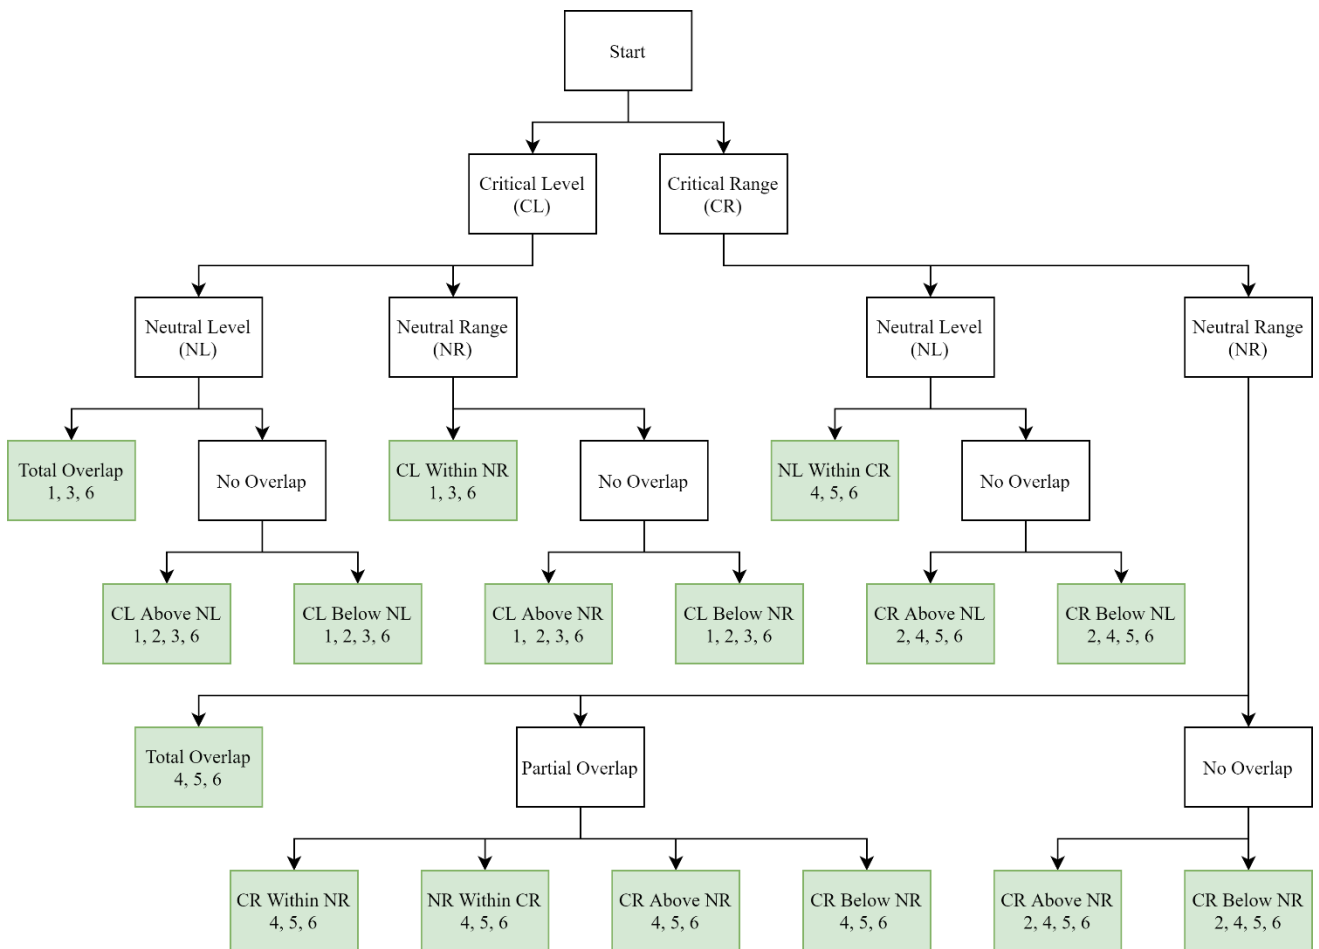 Start
Critical Level
(CL)
Critical Range
(CR)
Neutral Level
(NL)
Neutral Range
(NR)
Neutral Level
(NL)
Neutral Range
(NR)
Total Overlap
1, 3, 6
No Overlap
CL Within NR
1, 3, 6
No Overlap
NL Within CR
4, 5, 6
No Overlap
CL Above NL
1, 2, 3, 6
CL Below NL
1, 2, 3, 6
CL Above NR
1, 2, 3, 6
CL Below NR
1, 2, 3, 6
CR Above NL
2, 4, 5, 6
CR Below NL
2, 4, 5, 6
Total Overlap
4, 5, 6
Partial Overlap
No Overlap
CR Within NR
4, 5, 6
NR Within CR
4, 5, 6
CR Above NR
4, 5, 6
CR Below NR
4, 5, 6
CR Above NR
2, 4, 5, 6
CR Below NR
2, 4, 5, 6